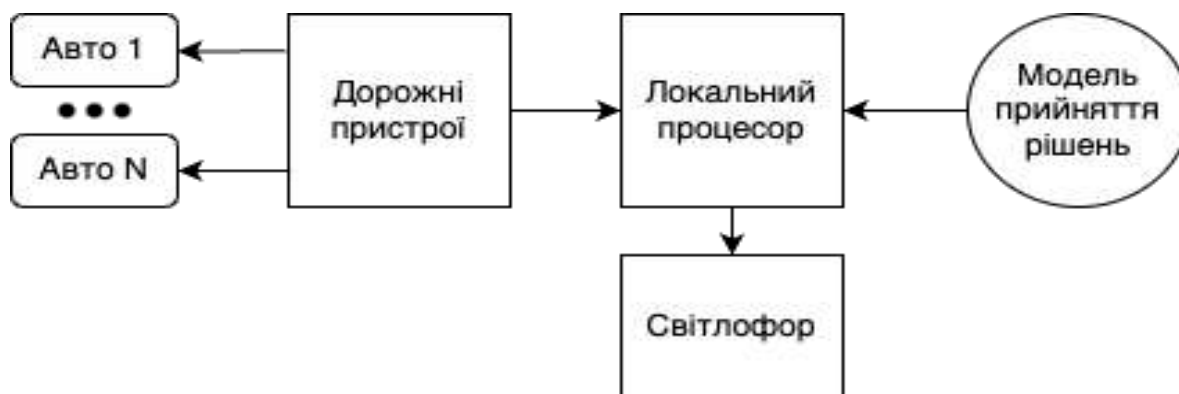 Авто 1
Авто N
Дорожні
пристрої
Локальний
процесор
Модель
прийняття
рішень
Світлофор